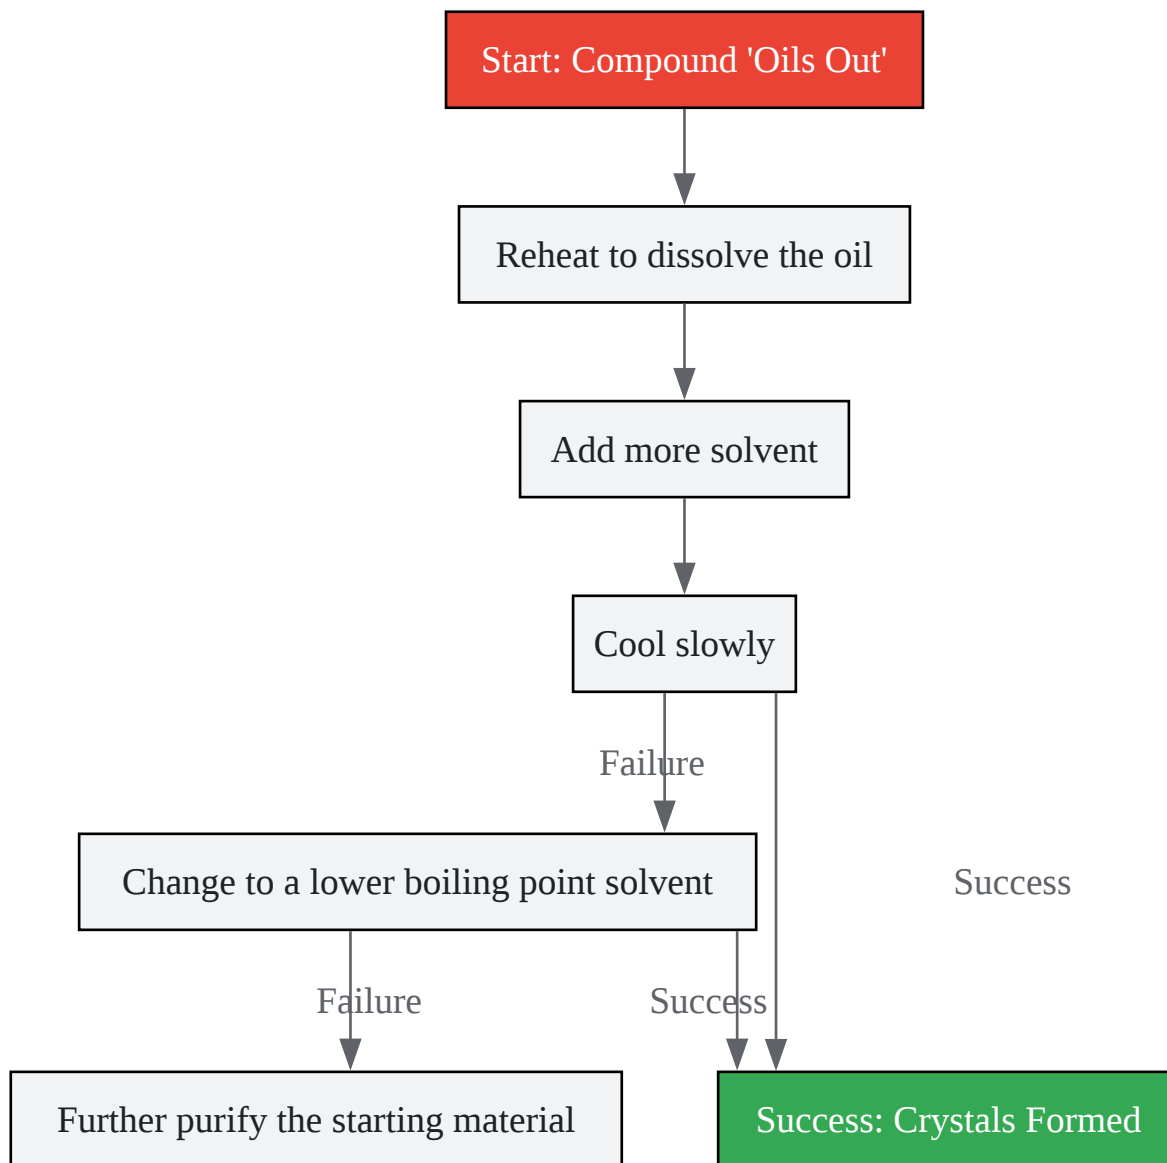 Start: Compound 'Oils Out'
Reheat to dissolve the oil
Add more solvent
Cool slowly
Failure
Change to a lower boiling point solvent
Success
Failure
Success
Further purify the starting material
Success: Crystals Formed